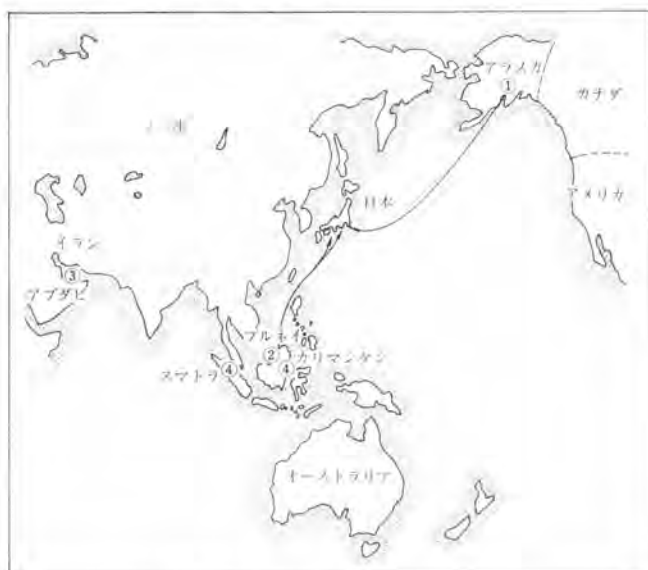 アラスカ
①
カナダ
ソ連
日本
アメリカ
イラン
③
アブダビ
ブルネイ
②
カリマンタン
④
スマトラ
④
オーストラリア